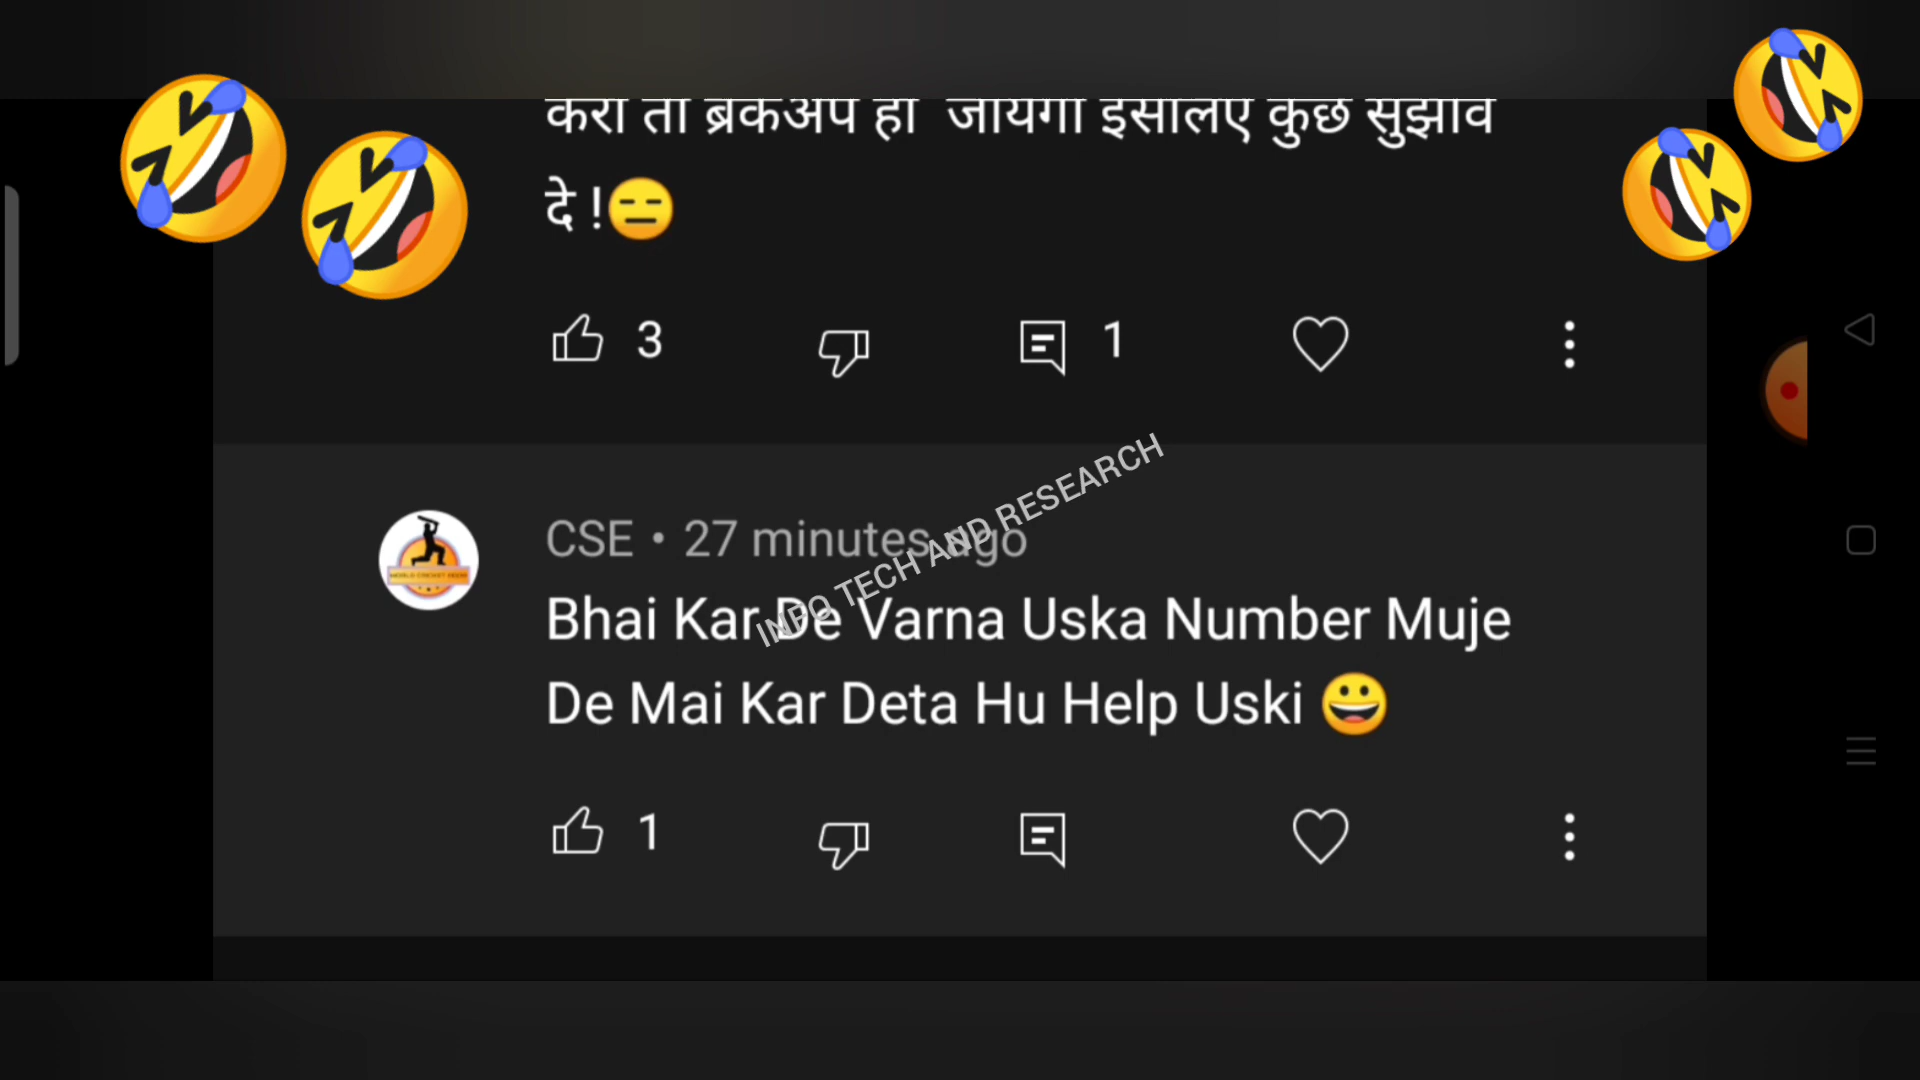 करो तो ब्रेकअप हो जायेगा इसलिए कुछ सुझाव
दे !😑
3
1
CSE • 27 minutes ago
Bhai Kar De Varna Uska Number Muje
De Mai Kar Deta Hu Help Uski 😀
1
INFO TECH AND RESEARCH